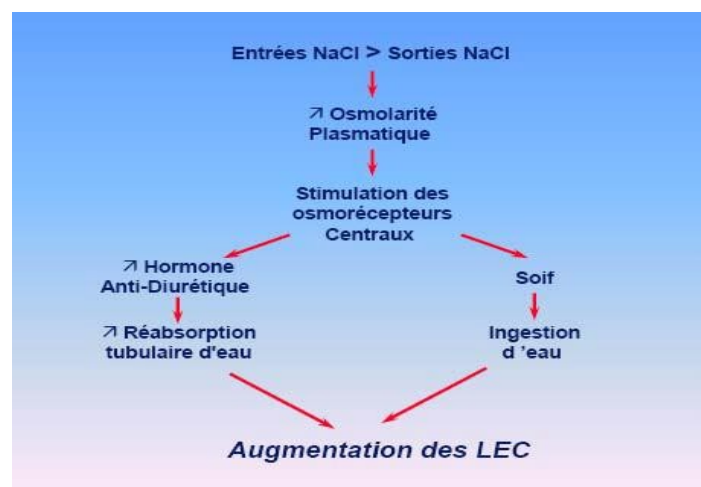 Entrées NaCl > Sorties NaCl
↗ Osmolarité
Plasmatique
Stimulation des
osmorécepteurs
Centraux
↗ Hormone
Anti-Diurétique
Soif
↗ Réabsorption
tubulaire d'eau
Ingestion
d 'eau
Augmentation des LEC